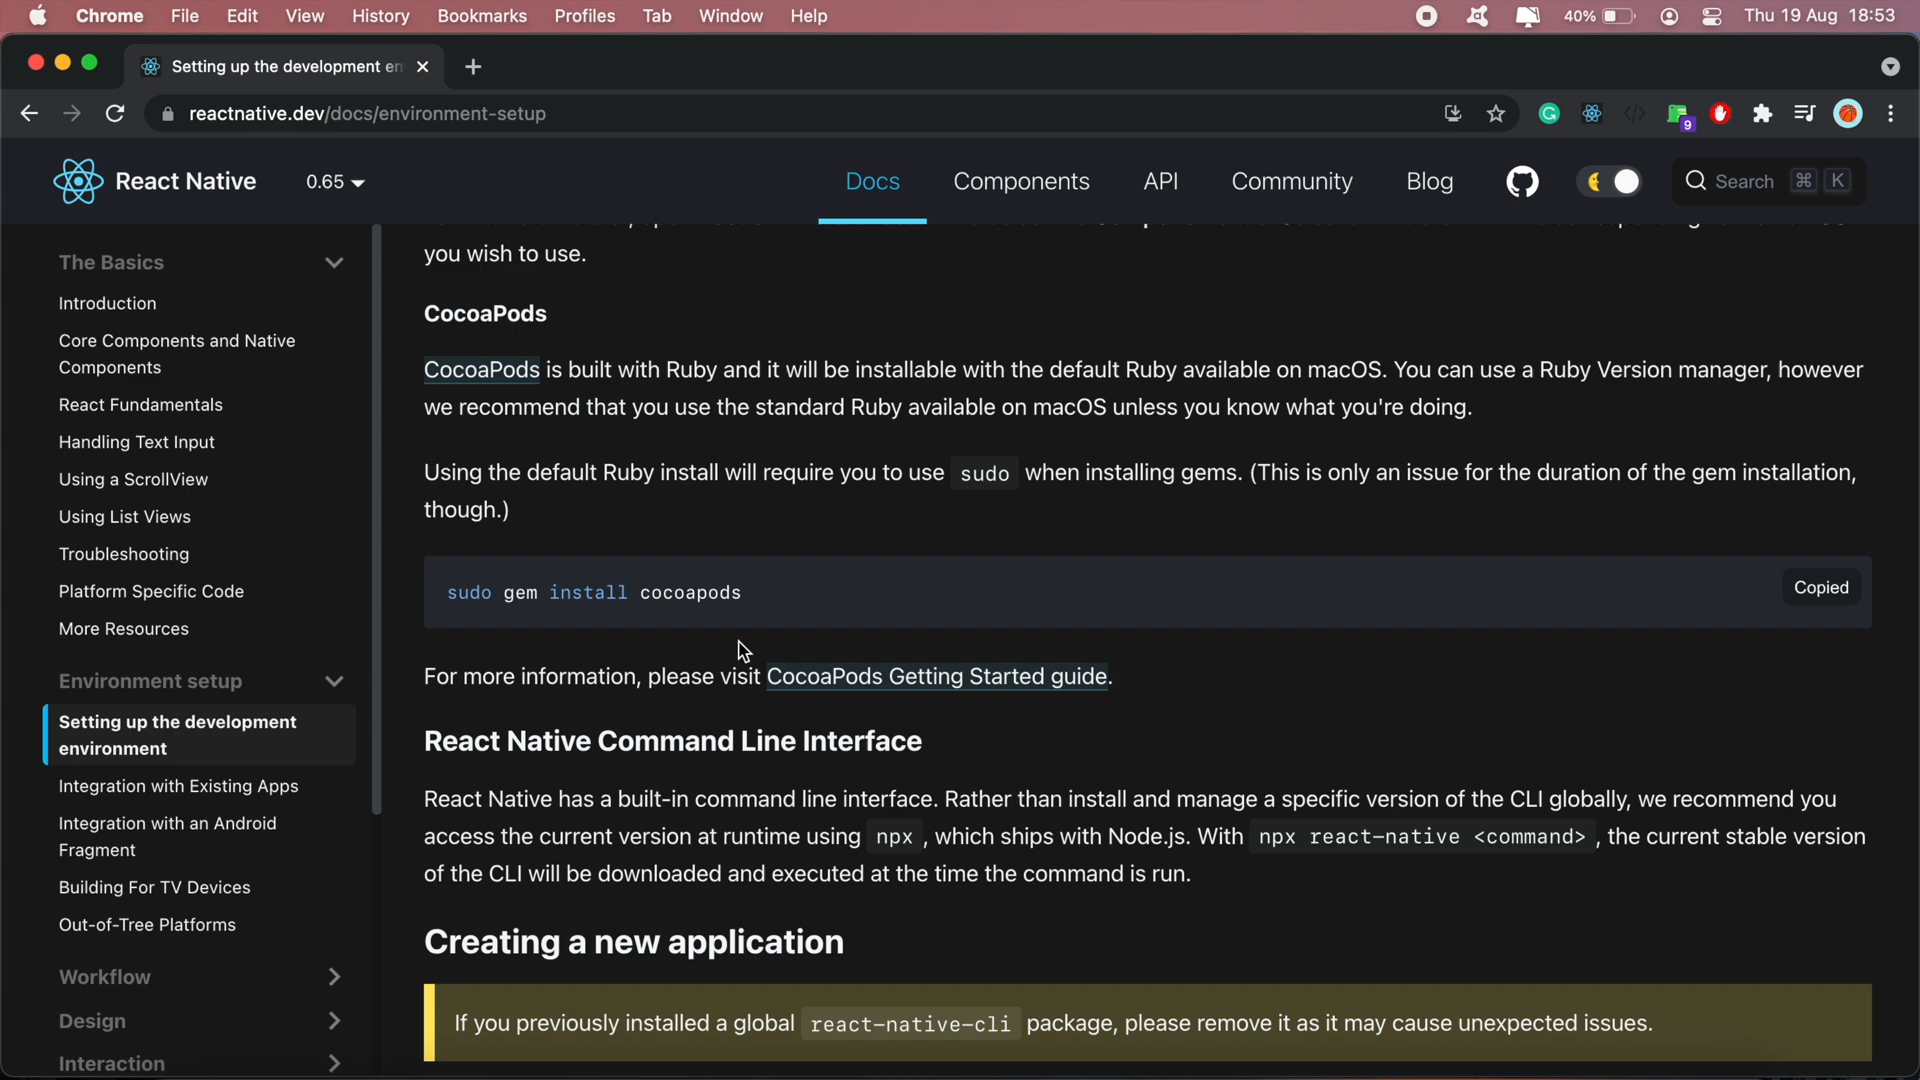 Chrome File Edit View History Bookmarks Profiles Tab Window Help 40% Thu 19 Aug 18:53
Setting up the development en
reactnative.dev/docs/environment-setup
9
React Native 0.65 Docs Components API Community Blog Search ⌘ K
The Basics
Introduction
Core Components and Native
Components
React Fundamentals
Handling Text Input
Using a ScrollView
Using List Views
Troubleshooting
Platform Specific Code
More Resources
Environment setup
Setting up the development
environment
Integration with Existing Apps
Integration with an Android
Fragment
Building For TV Devices
Out-of-Tree Platforms
Workflow
Design
Interaction
you wish to use.
CocoaPods
CocoaPods is built with Ruby and it will be installable with the default Ruby available on macOS. You can use a Ruby Version manager, however
we recommend that you use the standard Ruby available on macOS unless you know what you're doing.
Using the default Ruby install will require you to use sudo when installing gems. (This is only an issue for the duration of the gem installation,
though.)
sudo gem install cocoapods
Copied
For more information, please visit CocoaPods Getting Started guide.
React Native Command Line Interface
React Native has a built-in command line interface. Rather than install and manage a specific version of the CLI globally, we recommend you
access the current version at runtime using npx , which ships with Node.js. With npx react-native <command> , the current stable version
of the CLI will be downloaded and executed at the time the command is run.
Creating a new application
If you previously installed a global react-native-cli package, please remove it as it may cause unexpected issues.